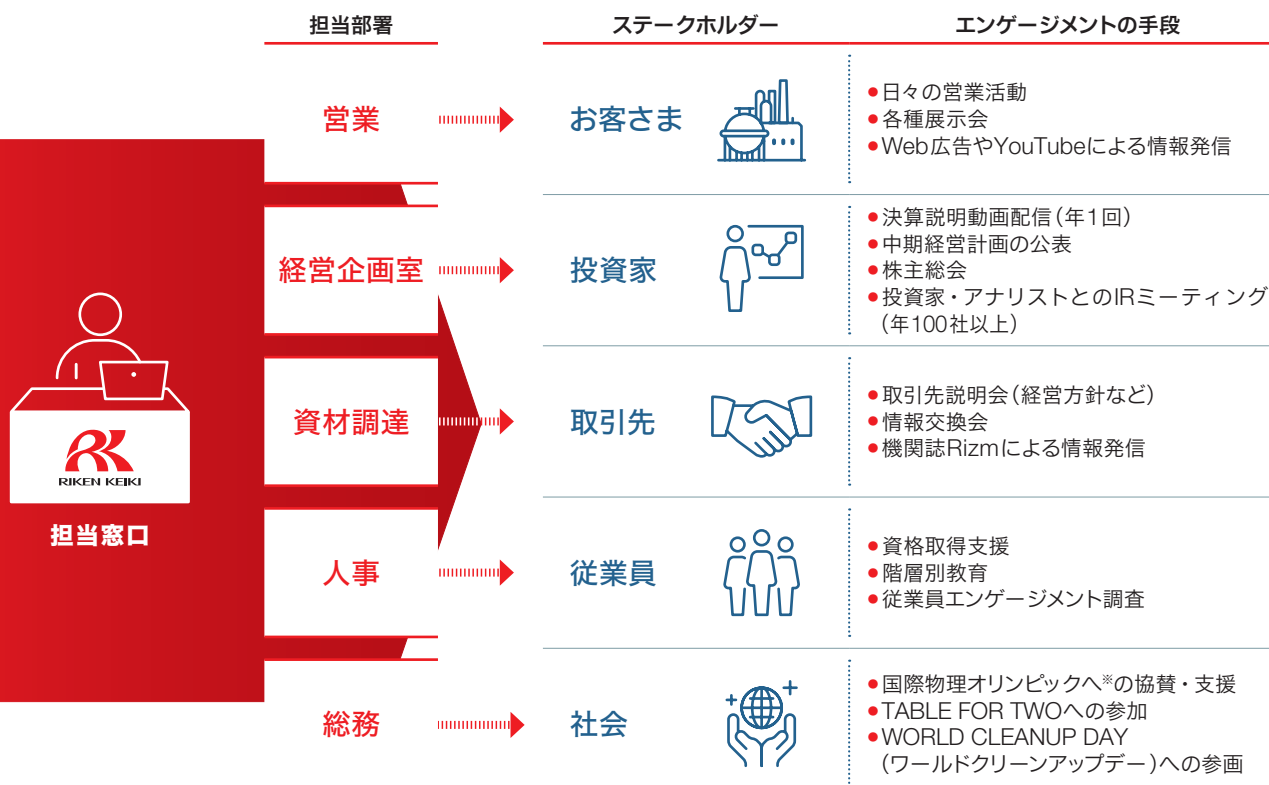 担当部署
ステークホルダー
エンゲージメントの手段
営業
お客さま
●日々の営業活動
●各種展示会
●Web広告やYouTubeによる情報発信
経営企画室
投資家
●決算説明動画配信(年1回)
●中期経営計画の公表
●株主総会
●投資家・アナリストとのIRミーティング
(年100社以上)
資材調達
取引先
●取引先説明会(経営方針など)
●情報交換会
●機関誌Rizmによる情報発信
RIKEN KEIKI
担当窓口
人事
従業員
●資格取得支援
●階層別教育
●従業員エンゲージメント調査
総務
社会
●国際物理オリンピックへ※の協賛・支援
●TABLE FOR TWOへの参加
●WORLD CLEANUP DAY
(ワールドクリーンアップデー)への参画